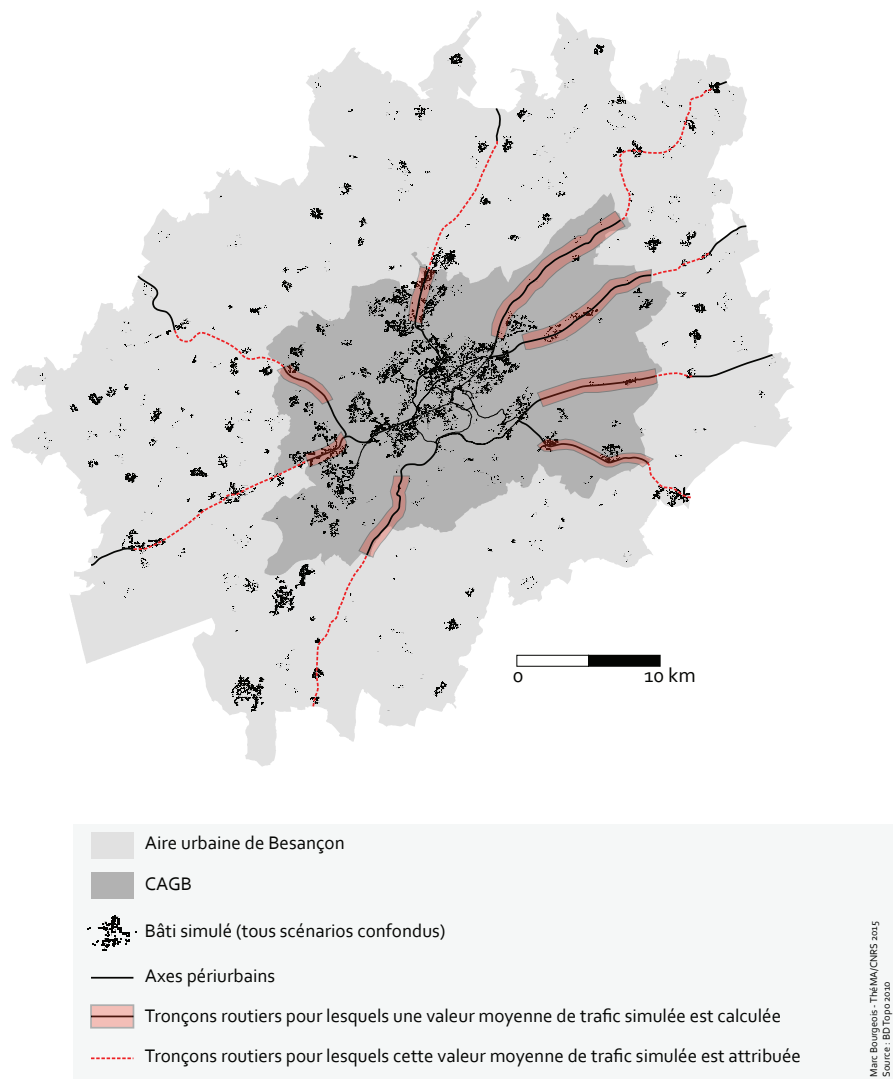 0 10 km
Aire urbaine de Besançon
CAGB
Bâti simulé (tous scénarios confondus)
Axes périurbains
Tronçons routiers pour lesquels une valeur moyenne de trafic simulée est calculée
Tronçons routiers pour lesquels cette valeur moyenne de trafic simulée est attribuée
Marc Bourgeois - ThéMA/CNRS 2015
Source : BD Topo 2010